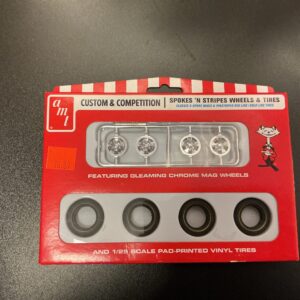 amt
CUSTOM & COMPETITION
SPOKES 'N STRIPES WHEELS & TIRES
FEATURING GLEAMING CHROME MAG WHEELS
AND 1/25 SCALE PAD-PRINTED VINYL TIRES